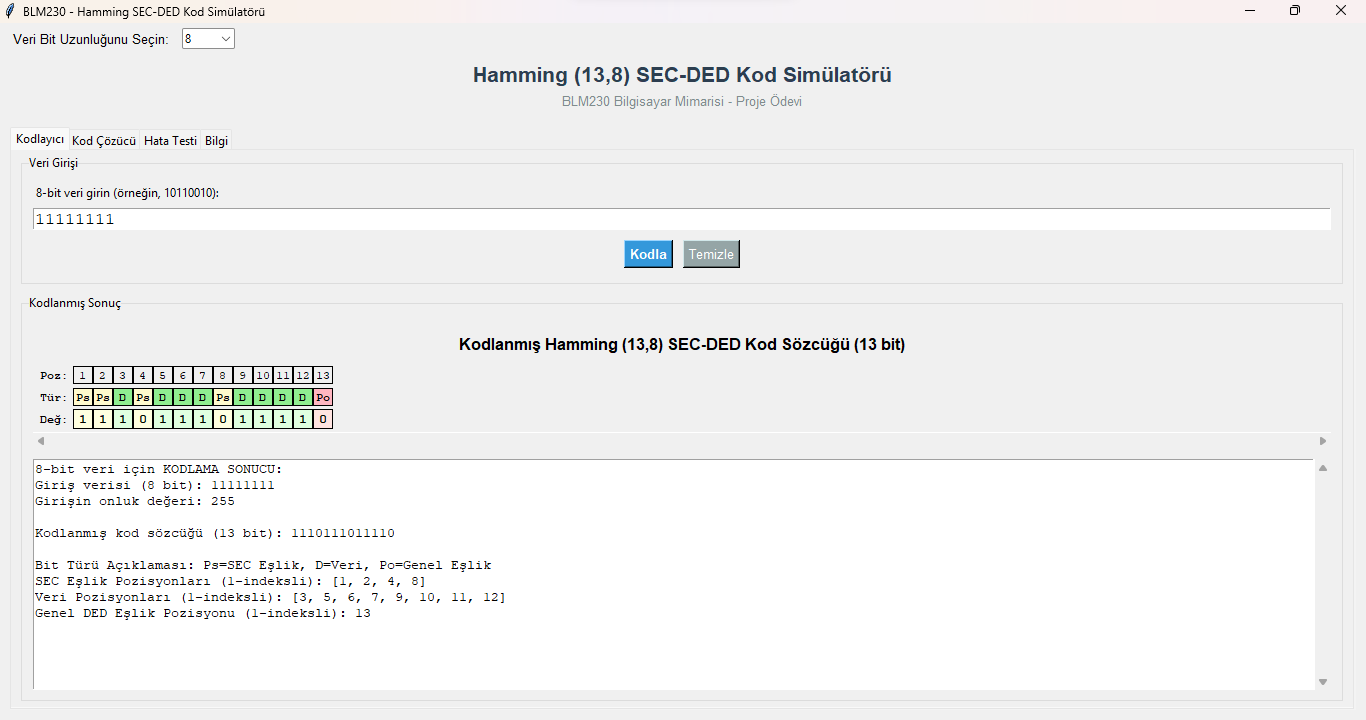 BLM230 - Hamming SEC-DED Kod Simülatörü
Veri Bit Uzunluğunu Seçin: 8
Hamming (13,8) SEC-DED Kod Simülatörü
BLM230 Bilgisayar Mimarisi - Proje Ödevi
Kodlayıcı Kod Çözücü Hata Testi Bilgi
Veri Girişi
8-bit veri girin (örneğin, 10110010):
11111111
Kodla Temizle
Kodlanmış Sonuç
Kodlanmış Hamming (13,8) SEC-DED Kod Sözcüğü (13 bit)
Poz: 1 2 3 4 5 6 7 8 9 10 11 12 13
Tür: Ps Ps D Ps D D D Ps D D D D Po
Değ: 1 1 1 0 1 1 1 0 1 1 1 1 0
8-bit veri için KODLAMA SONUCU:
Giriş verisi (8 bit): 11111111
Girişin onluk değeri: 255
Kodlanmış kod sözcüğü (13 bit): 1110111011110
Bit Türü Açıklaması: Ps=SEC Eşlik, D=Veri, Po=Genel Eşlik
SEC Eşlik Pozisyonları (1-indeksli): [1, 2, 4, 8]
Veri Pozisyonları (1-indeksli): [3, 5, 6, 7, 9, 10, 11, 12]
Genel DED Eşlik Pozisyonu (1-indeksli): 13